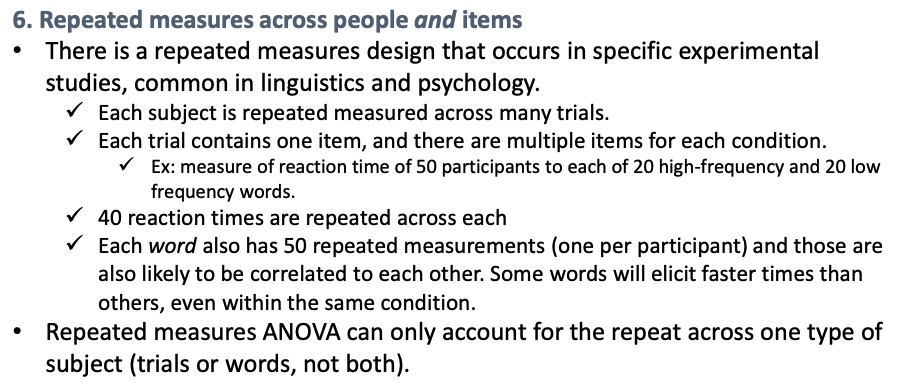 6. Repeated measures across people and items
• There is a repeated measures design that occurs in specific experimental
studies, common in linguistics and psychology.
✓ Each subject is repeated measured across many trials.
✓ Each trial contains one item, and there are multiple items for each condition.
✓ Ex: measure of reaction time of 50 participants to each of 20 high-frequency and 20 low
frequency words.
✓ 40 reaction times are repeated across each
✓ Each word also has 50 repeated measurements (one per participant) and those are
also likely to be correlated to each other. Some words will elicit faster times than
others, even within the same condition.
• Repeated measures ANOVA can only account for the repeat across one type of
subject (trials or words, not both).